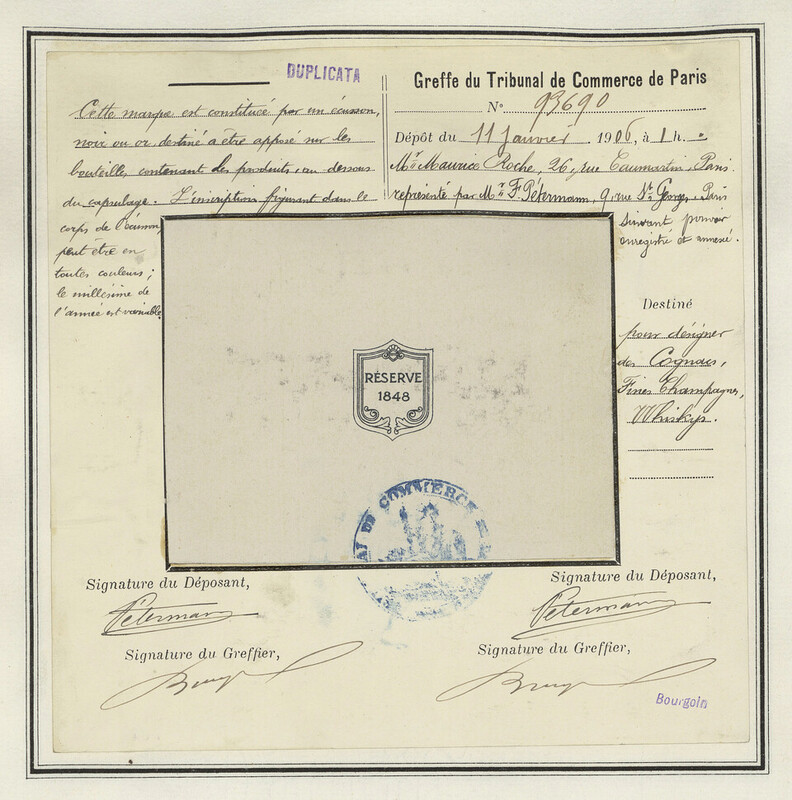 DUPLICATA
Cette marque est constituée par un écusson,
noir ou or destiné a être apposé sur les
bouteilles contenant les produits, au dessous
du capsulage. L'inscription figurant dans le
corps de l'écusson,
peut être en
toutes couleurs ;
le millésime de
l'année est variable.
Greffe du Tribunal de Commerce de Paris
N° 93690
Dépôt du 11 Janvier 1906, à 1 h.
Mr Maurice Roche, 26, rue Caumartin, Paris.
représenté par Mr F. Pétermann, 9, rue St Georges, Paris
suivant pouvoir
enregistré et annexé.
Destiné
pour désigner
des Cognacs,
Fines Champagnes,
Whiskys.
RÉSERVE
1848
DE COMMERCE
Signature du Déposant,
Petermann
Signature du Greffier,
Signature du Déposant,
Petermann
Signature du Greffier,
Bourgoin